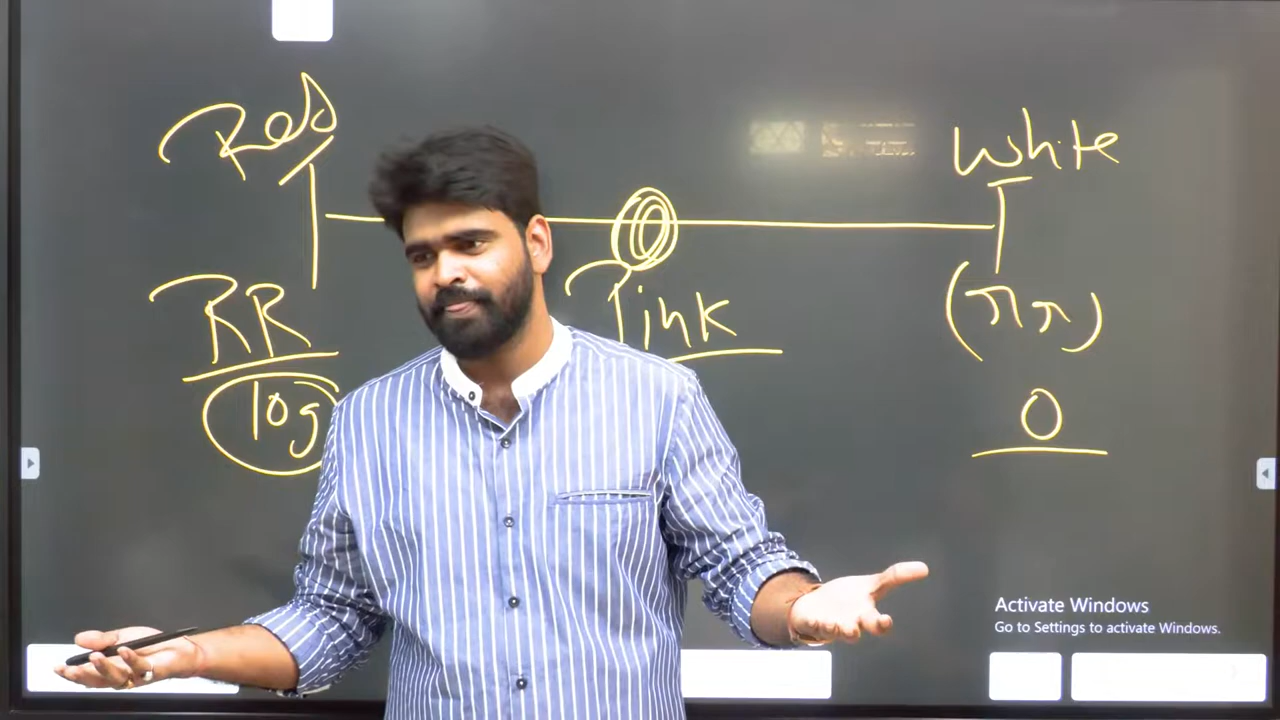 Red
White
RR
Pink
(rr)
10g
0
Activate Windows
Go to Settings to activate Windows.